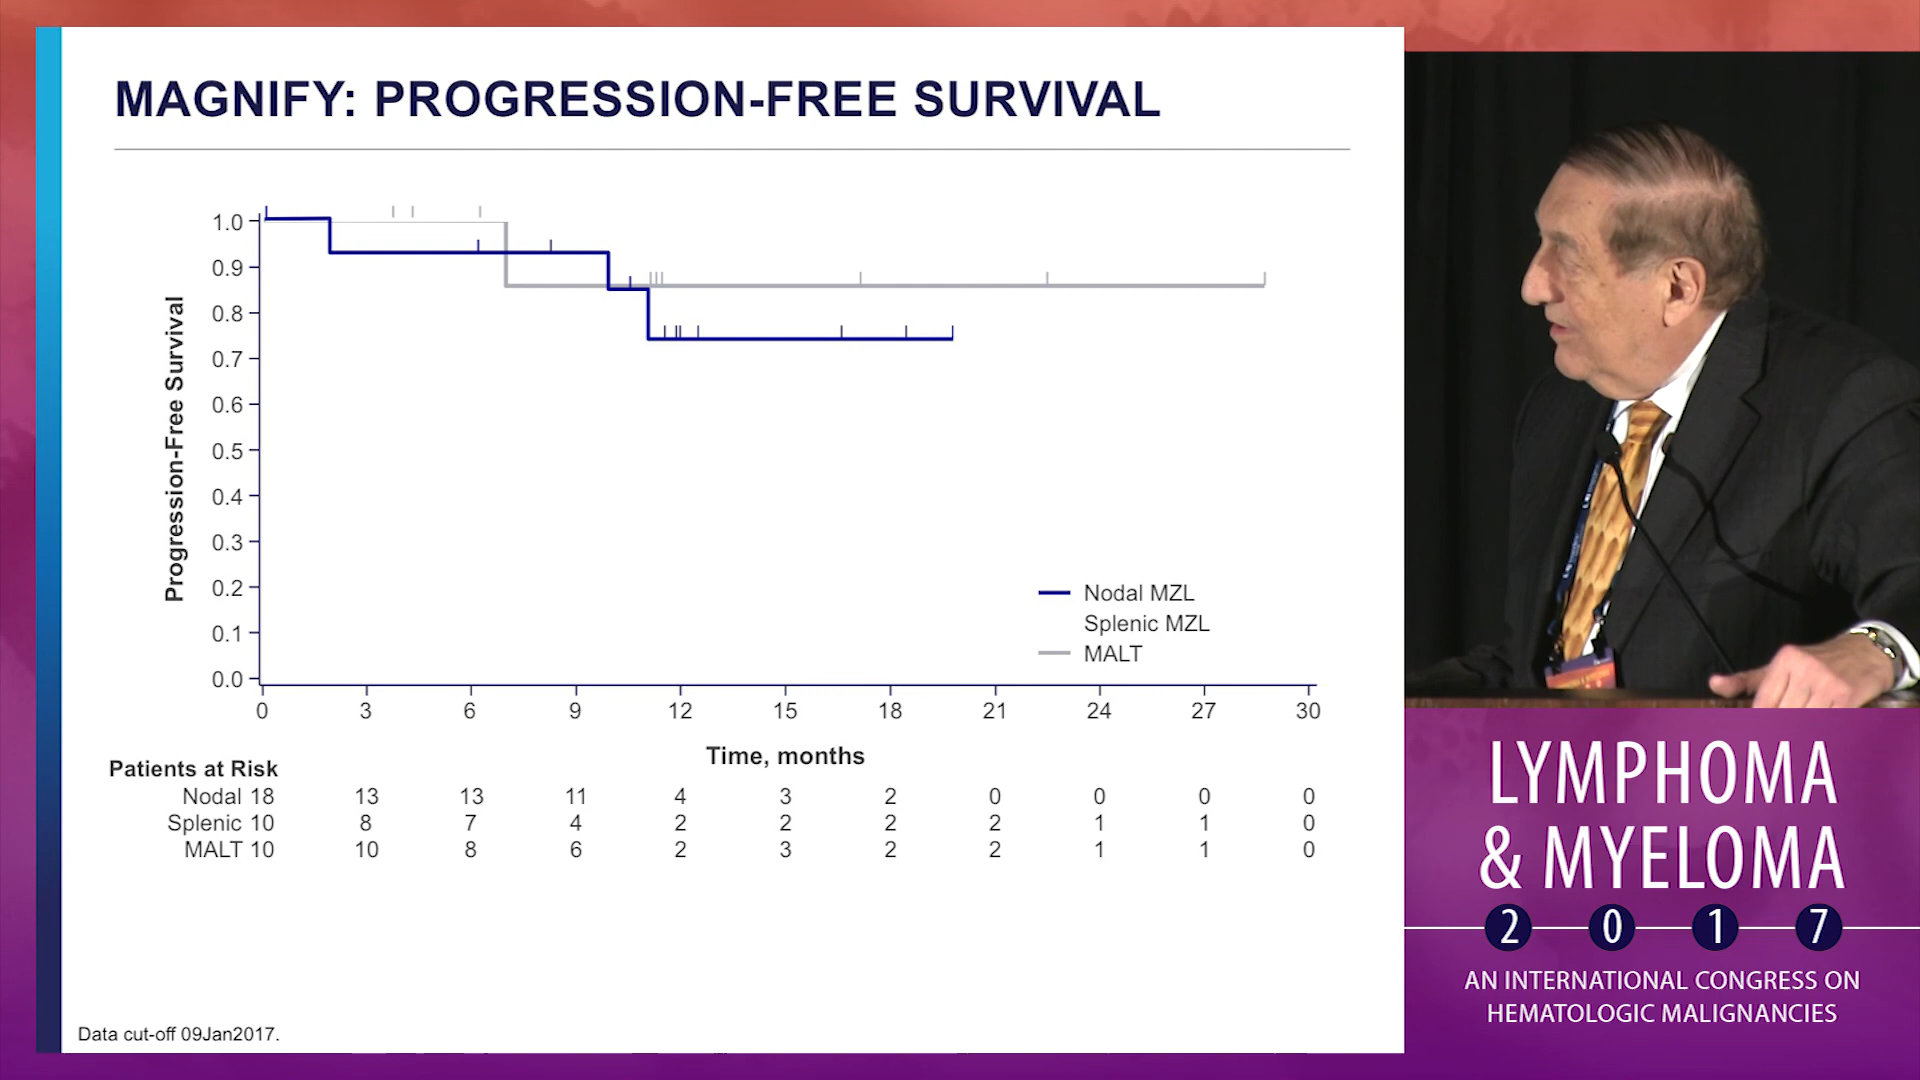 MAGNIFY: PROGRESSION-FREE SURVIVAL
Progression-Free Survival
1.0
0.9
0.8
0.7
0.6
0.5
0.4
0.3
0.2
0.1
0.0
0 3 6 9 12 15 18 21 24 27 30
Time, months
Nodal MZL
Splenic MZL
MALT
Patients at Risk
Nodal 18 13 13 11 4 3 2 0 0 0 0
Splenic 10 8 7 4 2 2 2 2 1 1 0
MALT 10 10 8 6 2 3 2 2 1 1 0
Data cut-off 09Jan2017.
LYMPHOMA
& MYELOMA
2 0 1 7
AN INTERNATIONAL CONGRESS ON
HEMATOLOGIC MALIGNANCIES